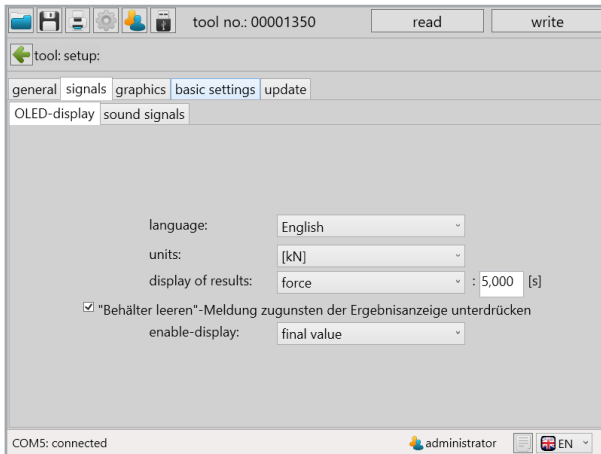 tool no.: 00001350 read write
tool: setup:
general signals graphics basic settings update
OLED-display sound signals
language: English
units: [kN]
display of results: force : 5,000 [s]
"Behälter leeren"-Meldung zugunsten der Ergebnisanzeige unterdrücken
enable-display: final value
COM5: connected administrator EN